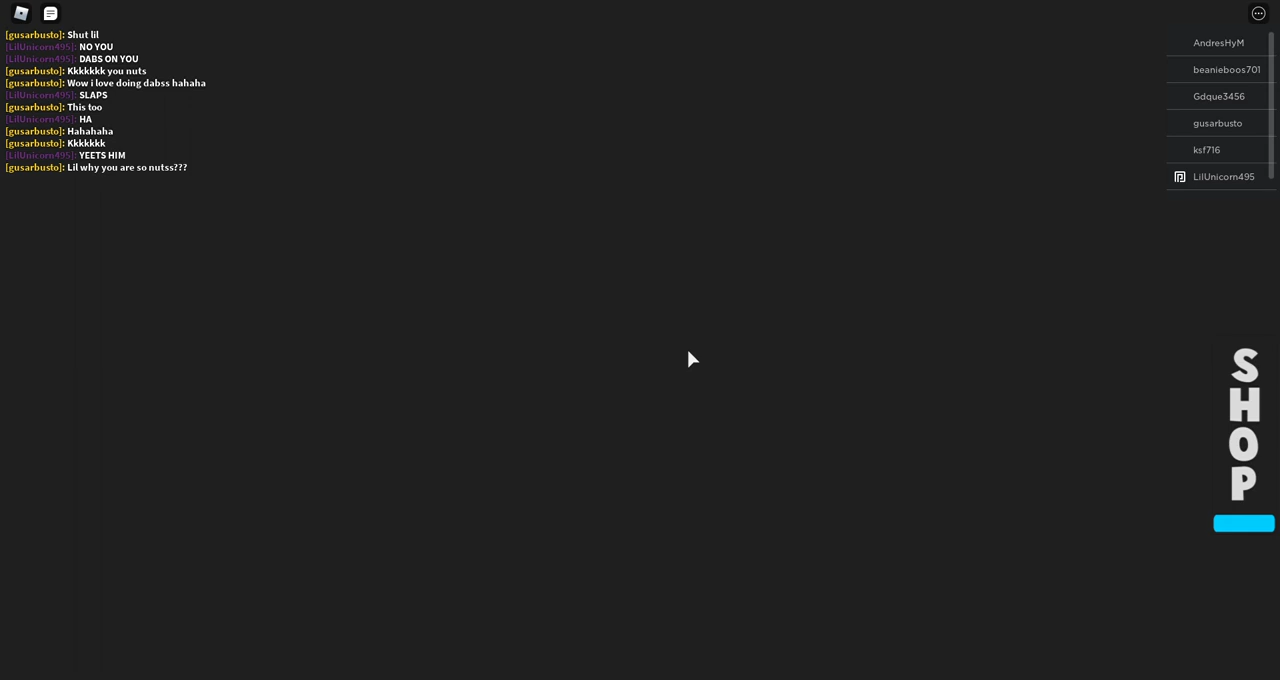 [gusarbusto]: Shut lil
[LilUnicorn495]: NO YOU
[LilUnicorn495]: DABS ON YOU
[gusarbusto]: Kkkkkkk you nuts
[gusarbusto]: Wow i love doing dabss hahaha
[LilUnicorn495]: SLAPS
[gusarbusto]: This too
[LilUnicorn495]: HA
[gusarbusto]: Hahahaha
[gusarbusto]: Kkkkkkk
[LilUnicorn495]: YEETS HIM
[gusarbusto]: Lil why you are so nutss???
AndresHyM
beanieboos701
Gdque3456
gusarbusto
ksf716
LilUnicorn495
SHOP